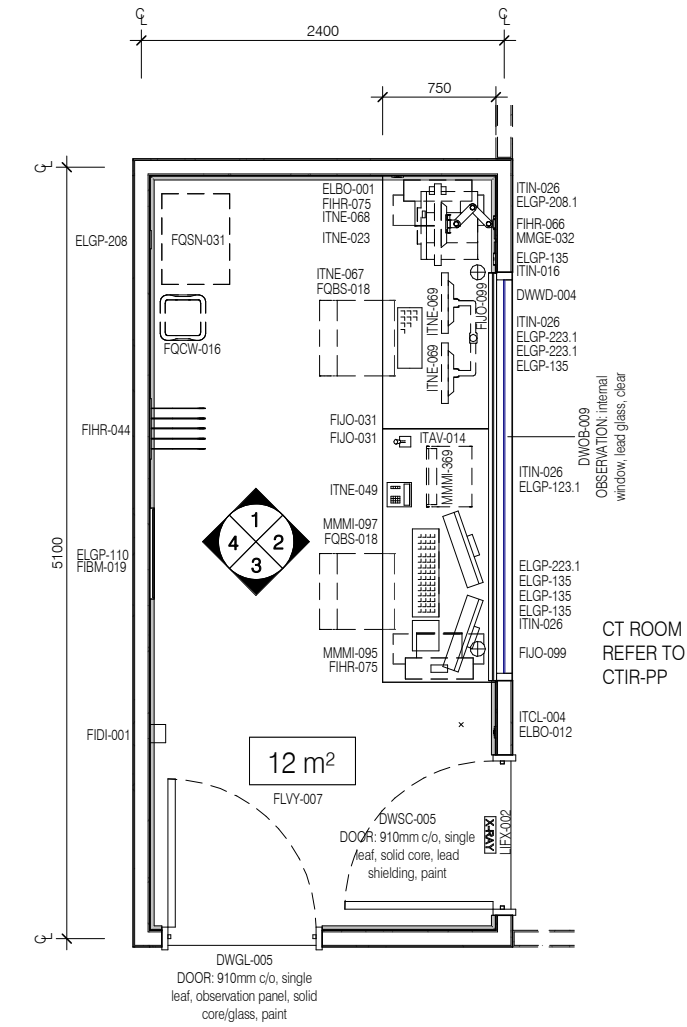 ℄
℄
2400
750
℄
ELBO-001
FIHR-075
ITNE-068
ITNE-023
ITIN-026
ELGP-208.1
FIHR-066
MMGE-032
ELGP-208
FQSN-031
ELGP-135
ITIN-016
ITNE-067
FQBS-018
ITNE-069
FIJO-099
DWWD-004
FQCW-016
ITNE-069
ITIN-026
ELGP-223.1
ELGP-223.1
ELGP-135
FIHR-044
FIJO-031
FIJO-031
ITAV-014
DWOB-009
OBSERVATION: internal
window, lead glass, clear
MMMI-369
ITNE-049
ITIN-026
ELGP-123.1
1
4
2
3
MMMI-097
FQBS-018
5100
ELGP-110
FIBM-019
ELGP-223.1
ELGP-135
ELGP-135
ELGP-135
ITIN-026
CT ROOM
REFER TO
CTIR-PP
MMMI-095
FIHR-075
FIJO-099
FIDI-001
ITCL-004
ELBO-012
12 m²
FLVY-007
DWSC-005
DOOR: 910mm c/o, single
leaf, solid core, lead
shielding, paint
X-RAY
LIFX-002
℄
DWGL-005
DOOR: 910mm c/o, single
leaf, observation panel, solid
core/glass, paint